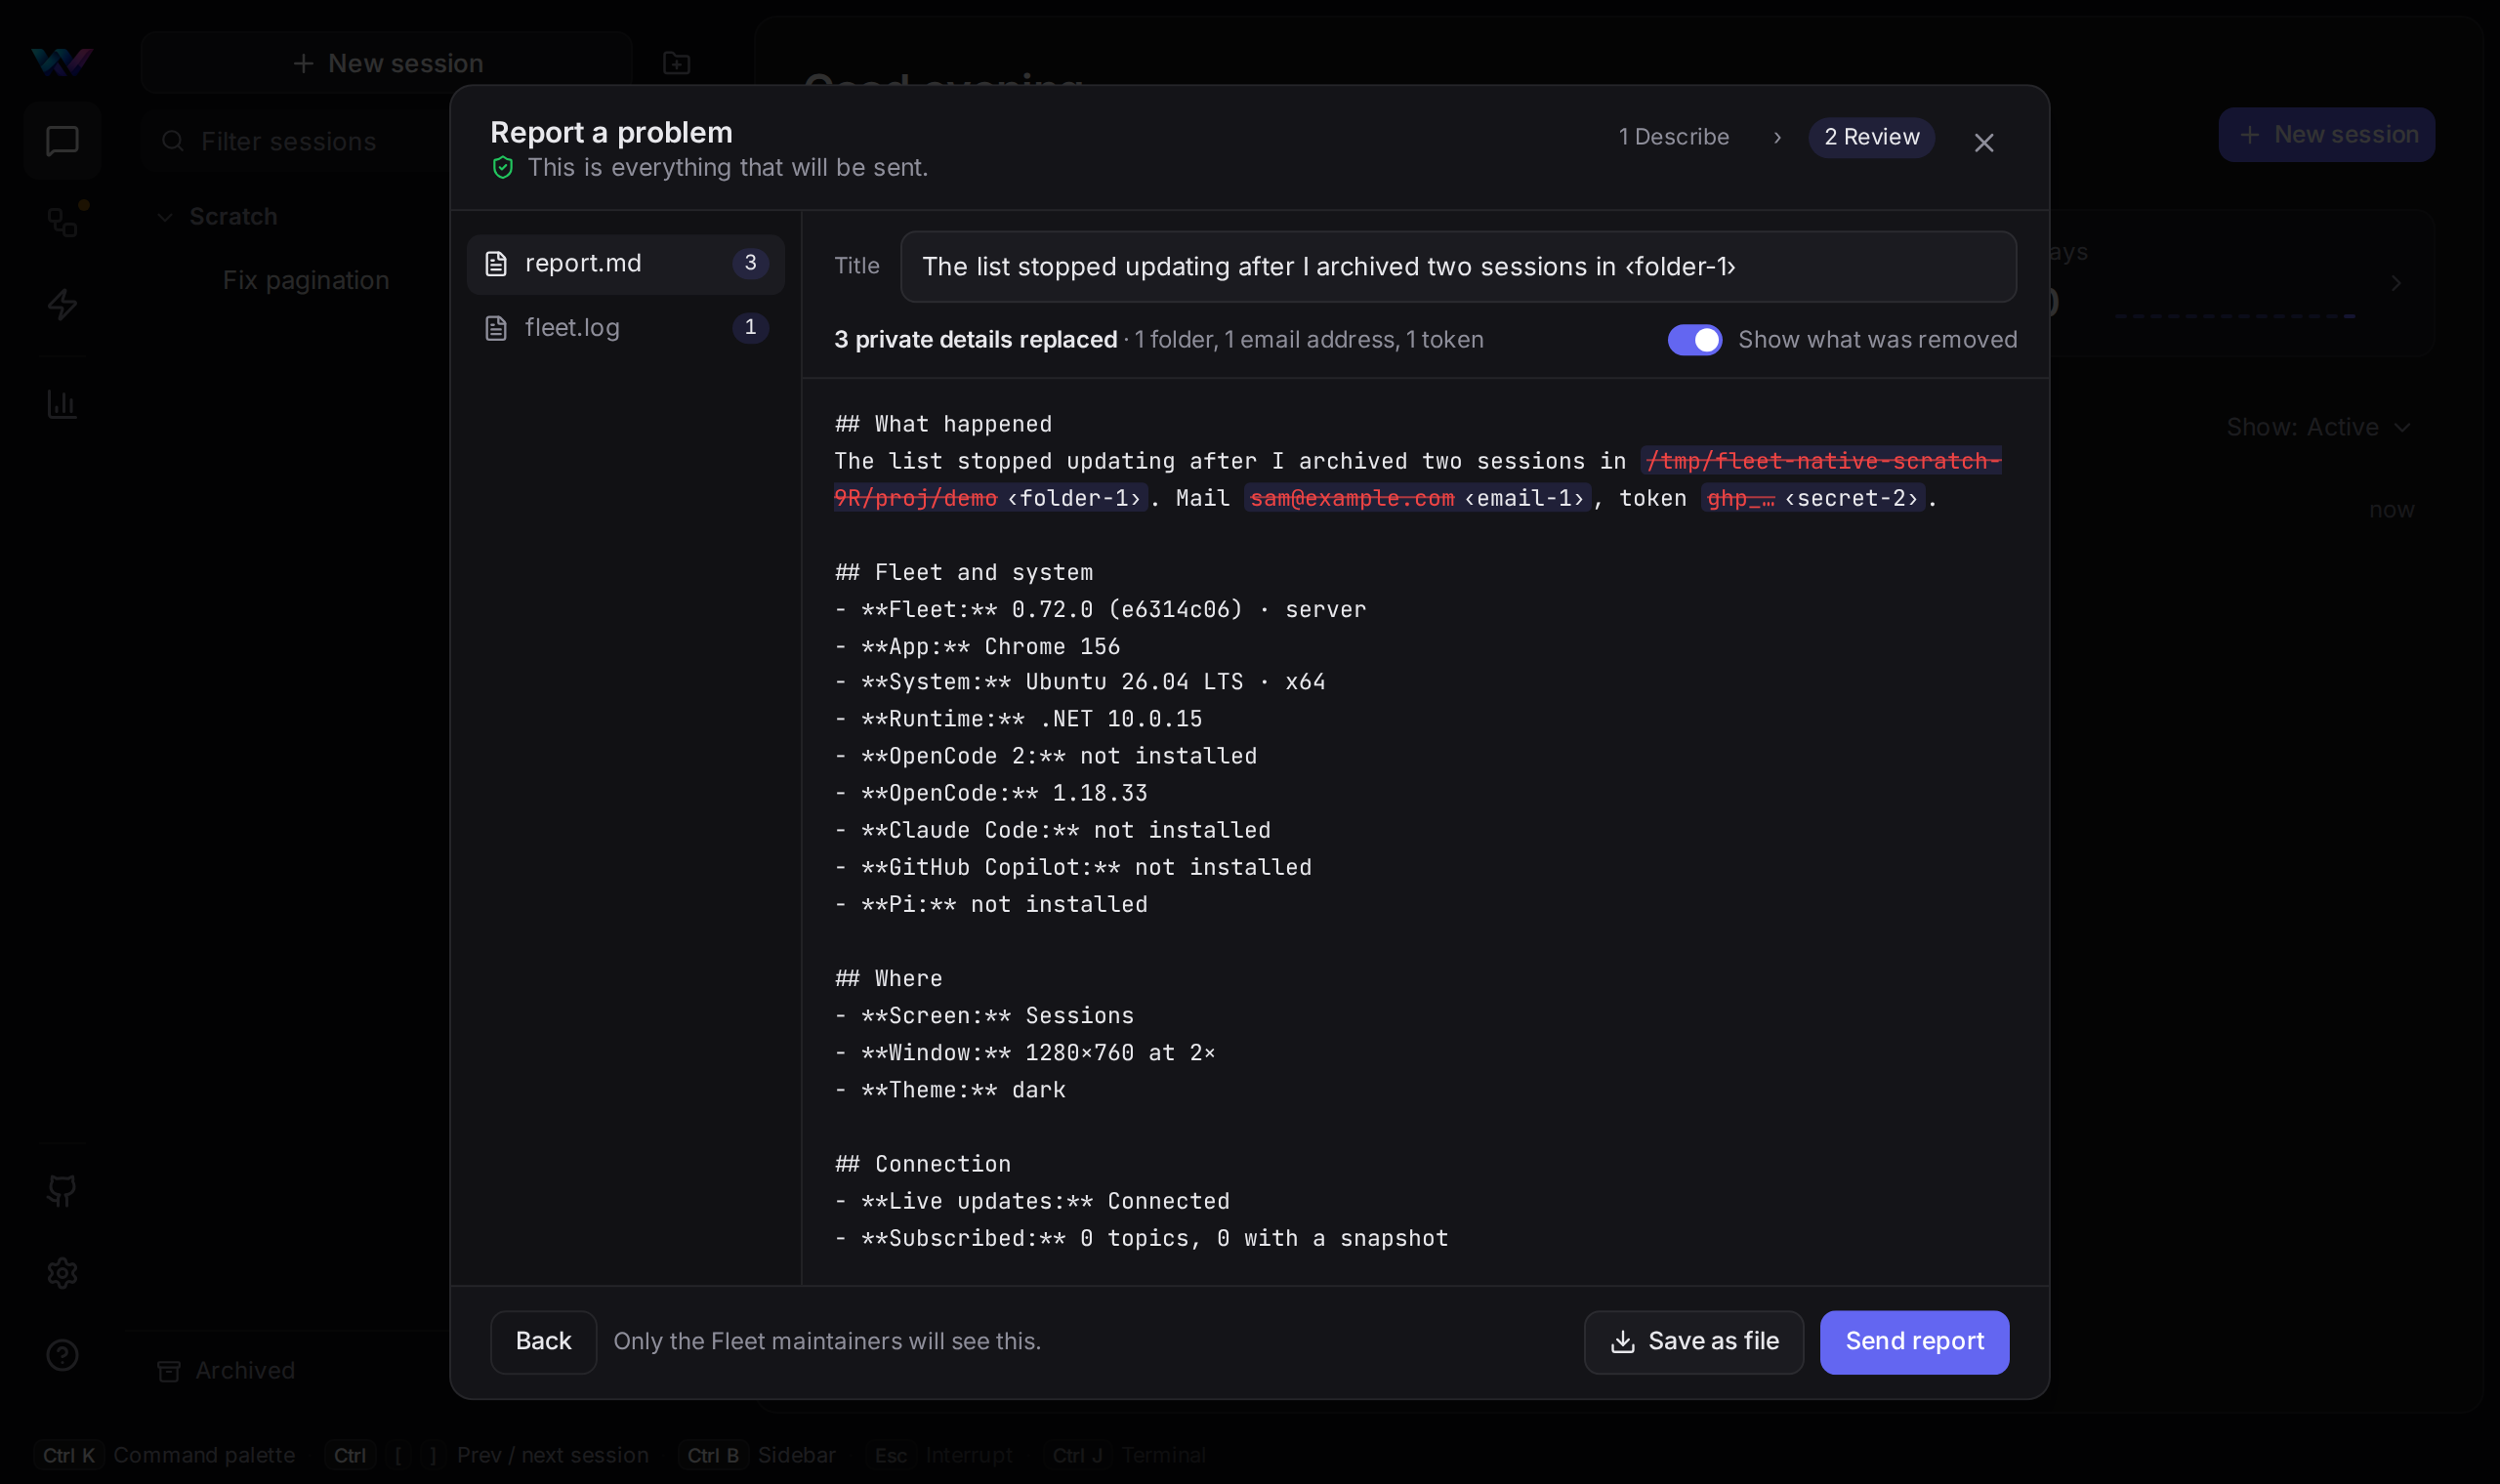 New session
Good evening
Filter sessions
New session
Scratch
Fix pagination
Report a problem
This is everything that will be sent.
1 Describe › 2 Review
report.md 3
fleet.log 1
Title The list stopped updating after I archived two sessions in ‹folder-1›
3 private details replaced · 1 folder, 1 email address, 1 token
Show what was removed
## What happened
The list stopped updating after I archived two sessions in /tmp/fleet-native-scratch-
9R/proj/demo ‹folder-1›. Mail sam@example.com ‹email-1›, token ghp_… ‹secret-2›.
## Fleet and system
- **Fleet:** 0.72.0 (e6314c06) · server
- **App:** Chrome 156
- **System:** Ubuntu 26.04 LTS · x64
- **Runtime:** .NET 10.0.15
- **OpenCode 2:** not installed
- **OpenCode:** 1.18.33
- **Claude Code:** not installed
- **GitHub Copilot:** not installed
- **Pi:** not installed
## Where
- **Screen:** Sessions
- **Window:** 1280×760 at 2×
- **Theme:** dark
## Connection
- **Live updates:** Connected
- **Subscribed:** 0 topics, 0 with a snapshot
Back
Only the Fleet maintainers will see this.
Save as file
Send report
Show: Active
now
Archived
Ctrl K Command palette Ctrl [ ] Prev / next session Ctrl B Sidebar Esc Interrupt Ctrl J Terminal